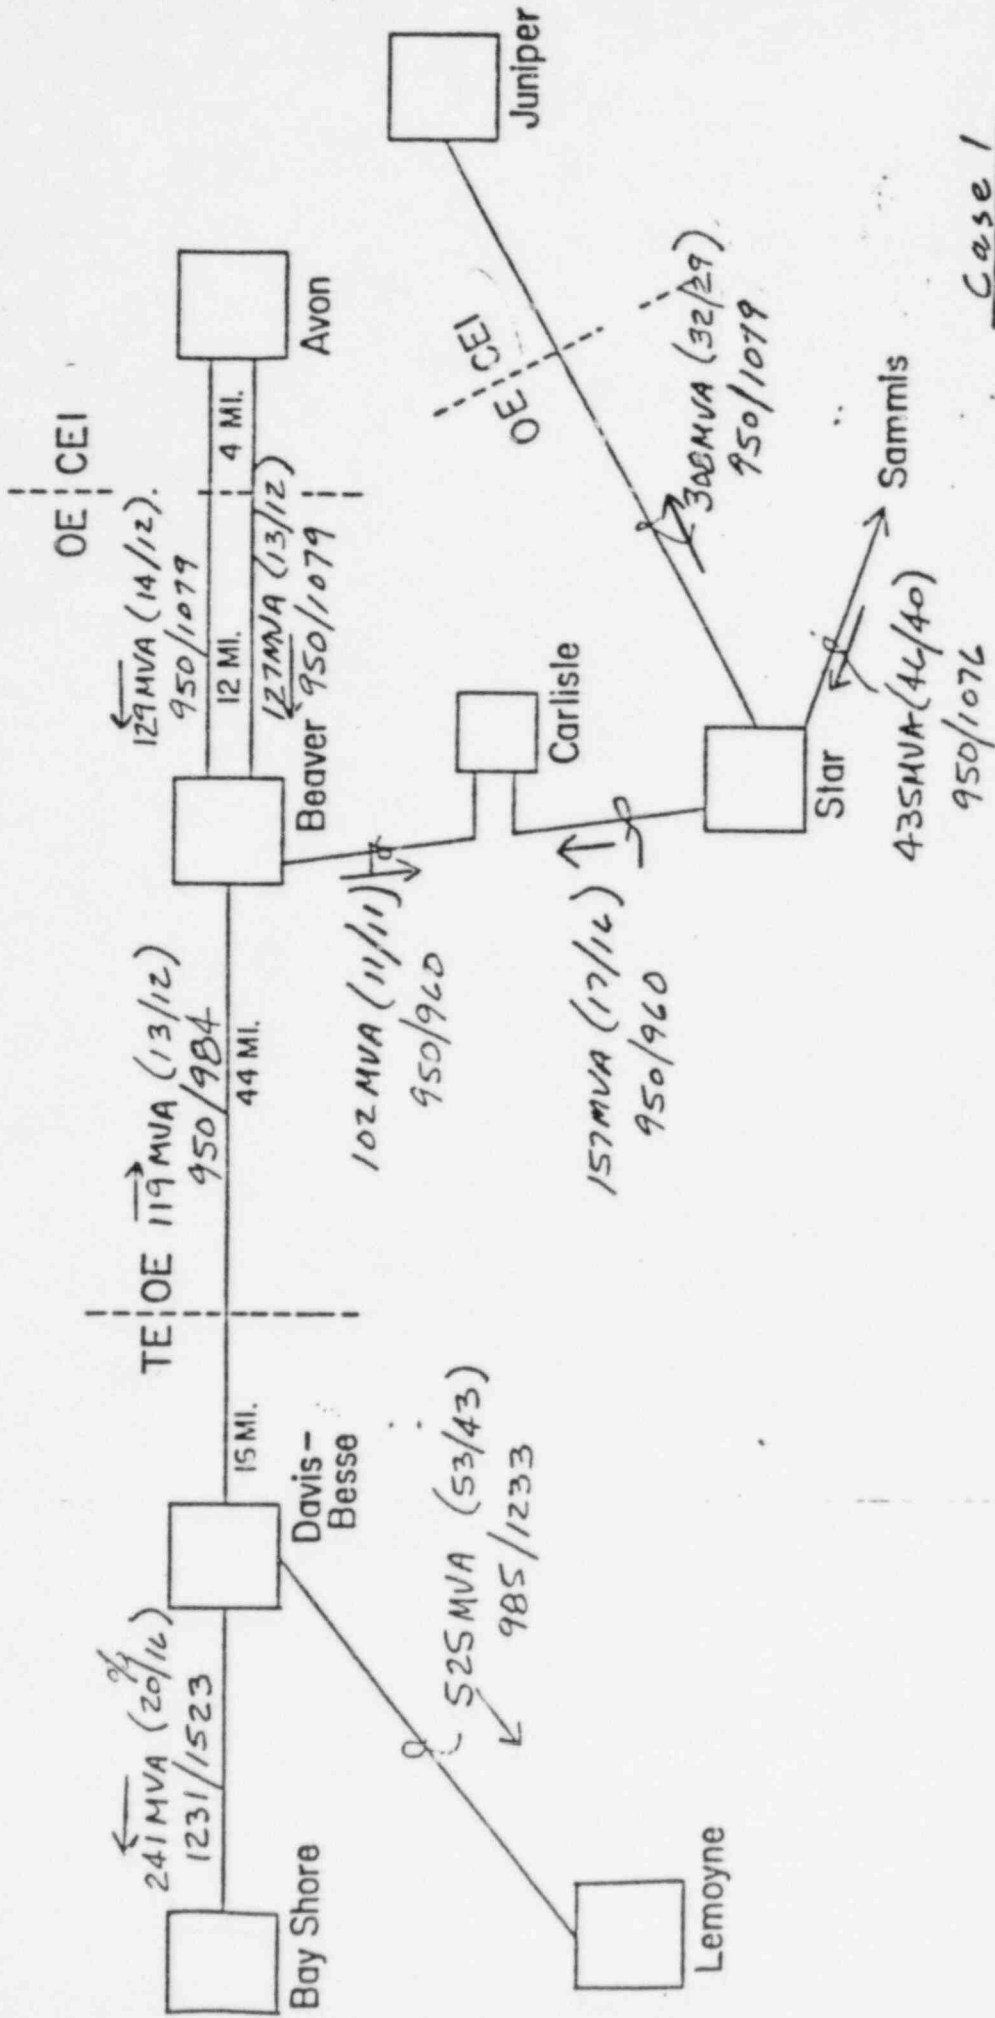 241 MVA (20/16)%
1231/1523
Bay Shore
Davis-
Besse
15 MI.
TE OE
119 MVA (13/12)
950/984
44 MI.
525 MVA (53/43)
985/1233
Lemoyne
OE CEI
129 MVA (14/12).
950/1079
12 MI.
4 MI.
127 MVA (13/12)
950/1079
Beaver
Avon
102 MVA (11/11)
950/960
Carlisle
157 MVA (17/16)
950/960
Star
Juniper
OE CEI
308 MVA (32/29).
950/1079
Sammis
435 MVA (46/40)
950/1076
Case 1